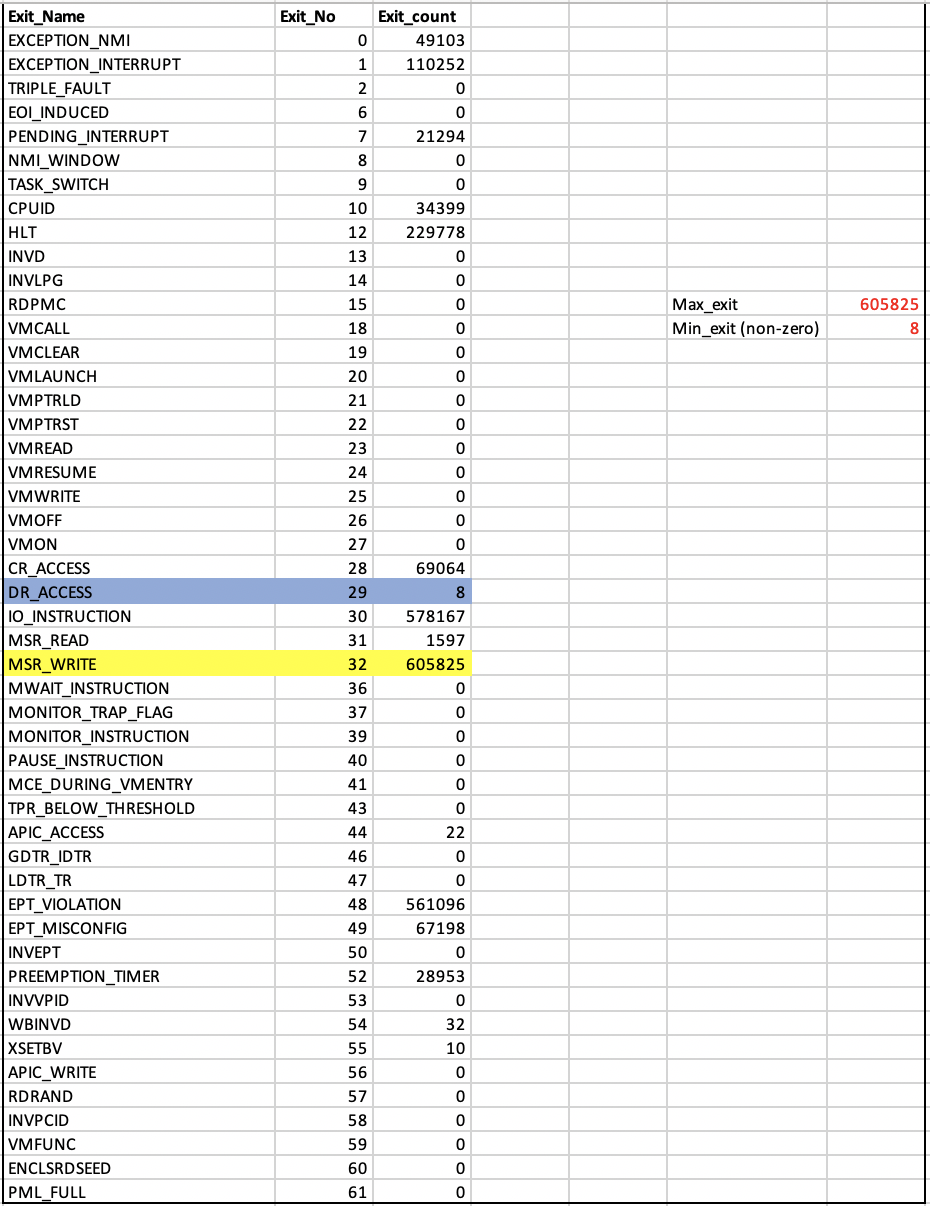 Exit_Name Exit_No Exit_count
EXCEPTION_NMI 0 49103
EXCEPTION_INTERRUPT 1 110252
TRIPLE_FAULT 2 0
EOI_INDUCED 6 0
PENDING_INTERRUPT 7 21294
NMI_WINDOW 8 0
TASK_SWITCH 9 0
CPUID 10 34399
HLT 12 229778
INVD 13 0
INVLPG 14 0
RDPMC 15 0 Max_exit 605825
VMCALL 18 0 Min_exit (non-zero) 8
VMCLEAR 19 0
VMLAUNCH 20 0
VMPTRLD 21 0
VMPTRST 22 0
VMREAD 23 0
VMRESUME 24 0
VMWRITE 25 0
VMOFF 26 0
VMON 27 0
CR_ACCESS 28 69064
DR_ACCESS 29 8
IO_INSTRUCTION 30 578167
MSR_READ 31 1597
MSR_WRITE 32 605825
MWAIT_INSTRUCTION 36 0
MONITOR_TRAP_FLAG 37 0
MONITOR_INSTRUCTION 39 0
PAUSE_INSTRUCTION 40 0
MCE_DURING_VMENTRY 41 0
TPR_BELOW_THRESHOLD 43 0
APIC_ACCESS 44 22
GDTR_IDTR 46 0
LDTR_TR 47 0
EPT_VIOLATION 48 561096
EPT_MISCONFIG 49 67198
INVEPT 50 0
PREEMPTION_TIMER 52 28953
INVVPID 53 0
WBINVD 54 32
XSETBV 55 10
APIC_WRITE 56 0
RDRAND 57 0
INVPCID 58 0
VMFUNC 59 0
ENCLSRDSEED 60 0
PML_FULL 61 0